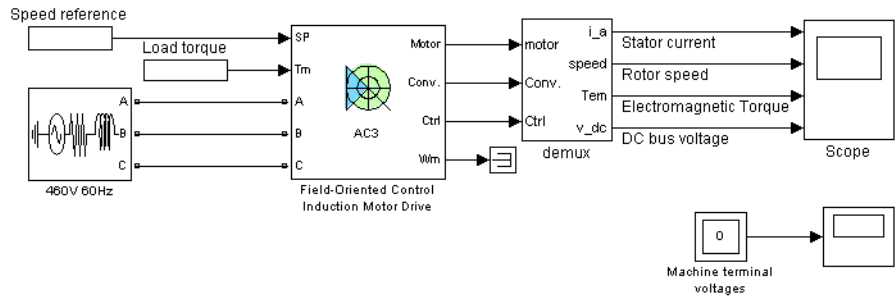 Speed reference
Load torque
A
B
C
460V 60Hz
SP
Tm
A
B
C
Motor
Conv.
Ctrl
Wm
AC3
Field-Oriented Control
Induction Motor Drive
motor
Conv.
Ctrl
i_a
speed
Tem
v_dc
demux
Stator current
Rotor speed
Electromagnetic Torque
DC bus voltage
Scope
0
Machine terminal
voltages